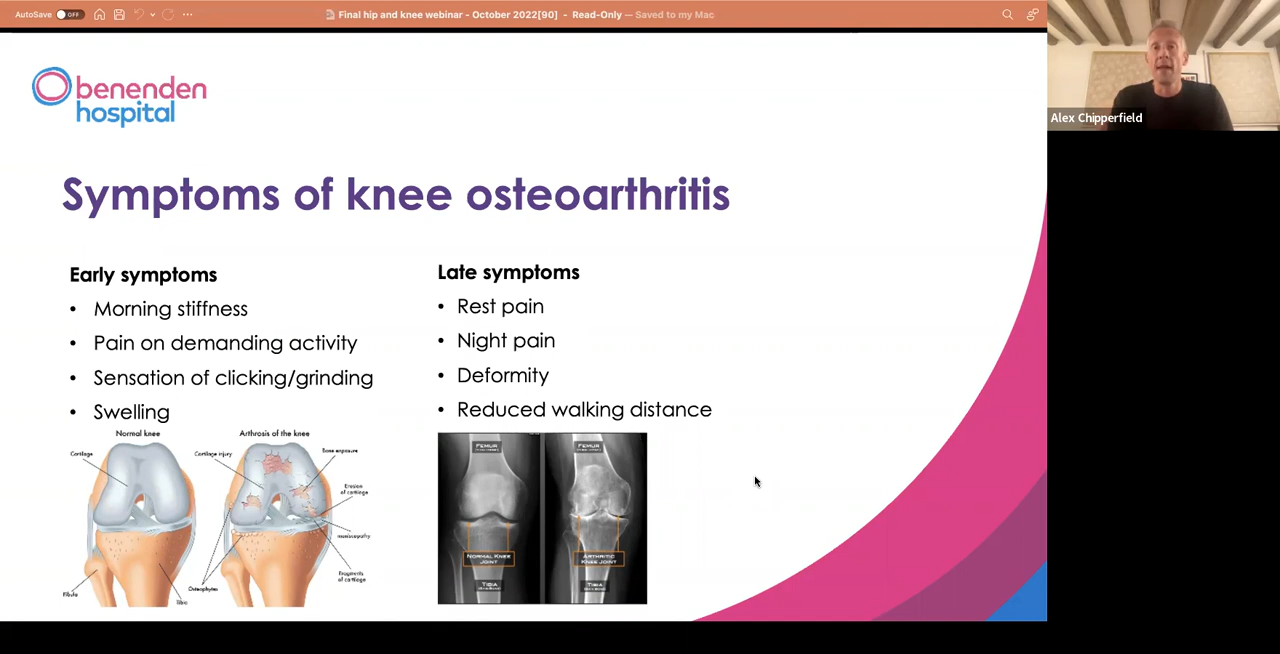 AutoSave OFF
Final hip and knee webinar - October 2022[90] - Read-Only — Saved to my Mac
Alex Chipperfield
benenden
hospital
Symptoms of knee osteoarthritis
Early symptoms
• Morning stiffness
• Pain on demanding activity
• Sensation of clicking/grinding
• Swelling
Late symptoms
• Rest pain
• Night pain
• Deformity
• Reduced walking distance
Normal knee
Cartilage
Fibula
Tibia
Arthrosis of the knee
Cartilage injury
Bone exposure
Erosion
of cartilage
meniscopathy
Fragments
of cartilage
Osteophytes
FEMUR
NORMAL KNEE
JOINT
TIBIA
FEMUR
ARTHRITIC
KNEE JOINT
TIBIA